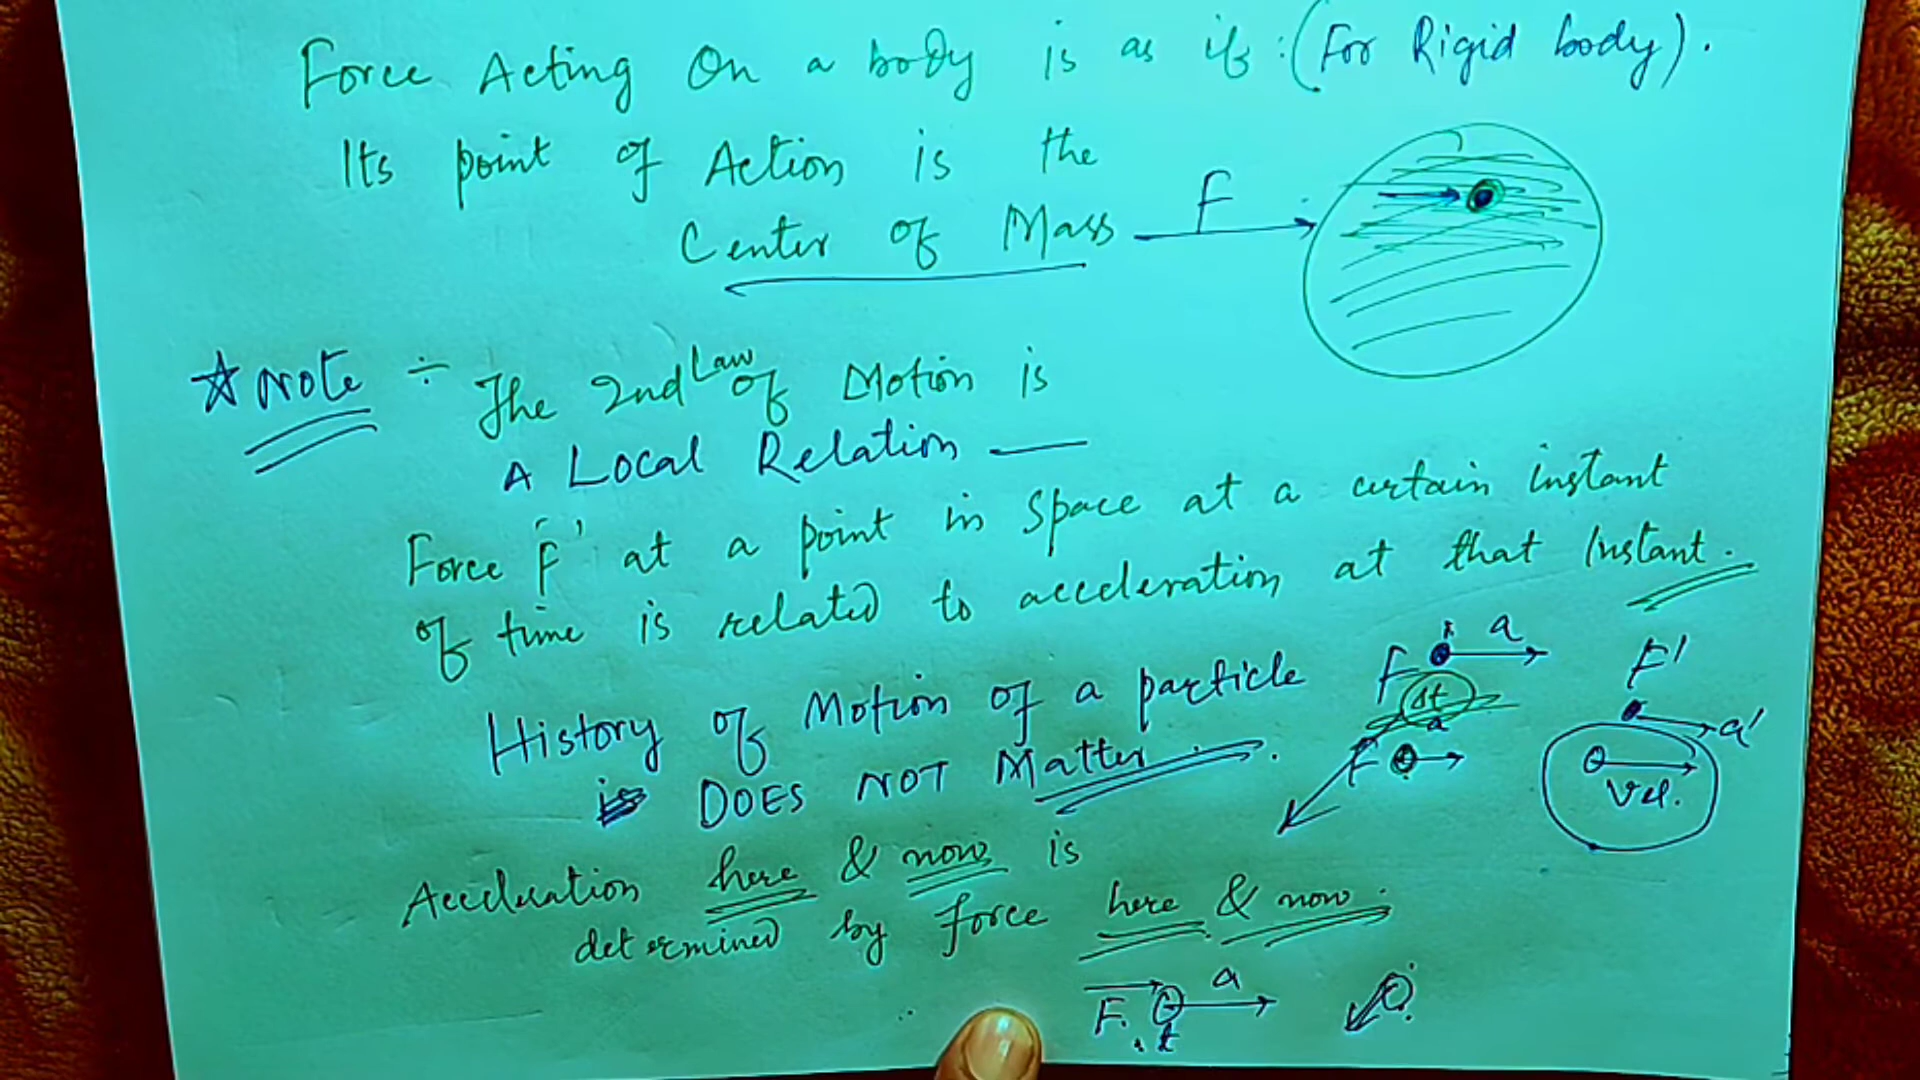 Force Acting On a body is as if : (For Rigid body).
Its point of Action is the
Center of Mass
F
☆ Note ÷ The 2nd Law of Motion is
A Local Relation —
Force 'F' at a point in space at a certain instant
of time is related to acceleration at that Instant.
F a
F'
Δt
a
a'
F
Vel.
History of Motion of a particle
DOES NOT Matter.
Acceleration here & now is
determined by force here & now.
F. a
t